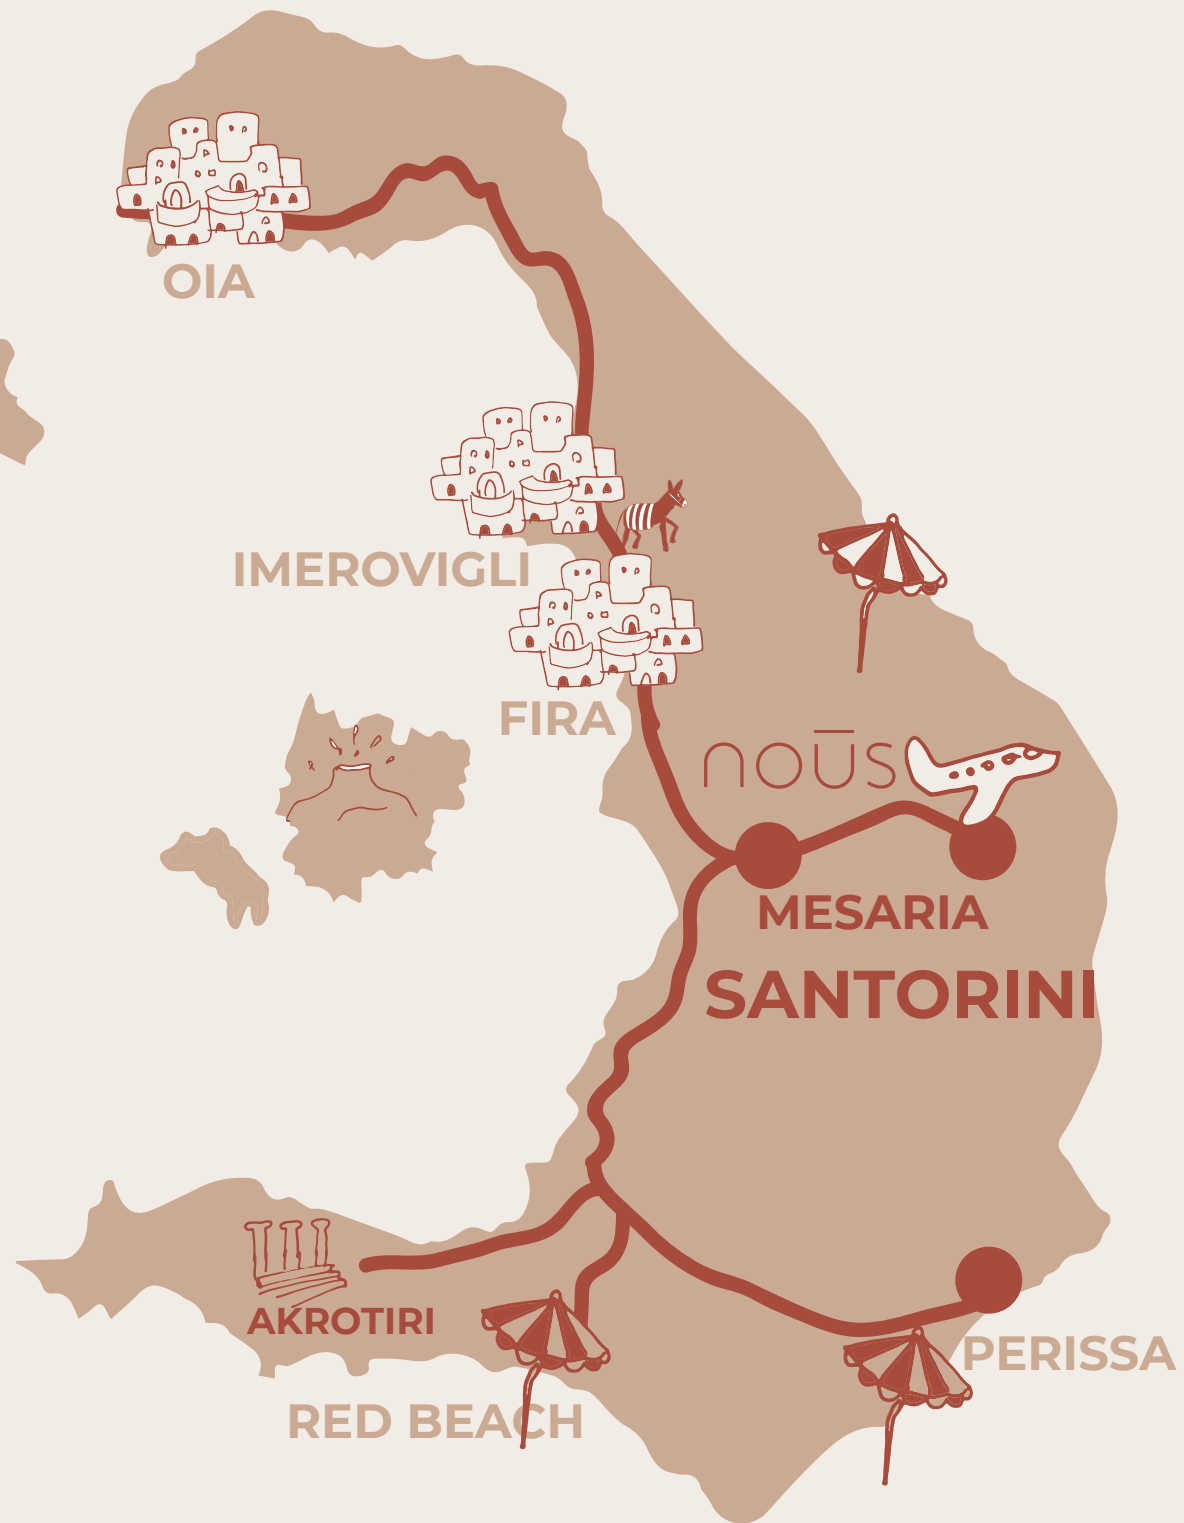 OIA
IMEROVIGLI
FIRA
noūs
MESARIA
SANTORINI
AKROTIRI
PERISSA
RED BEACH